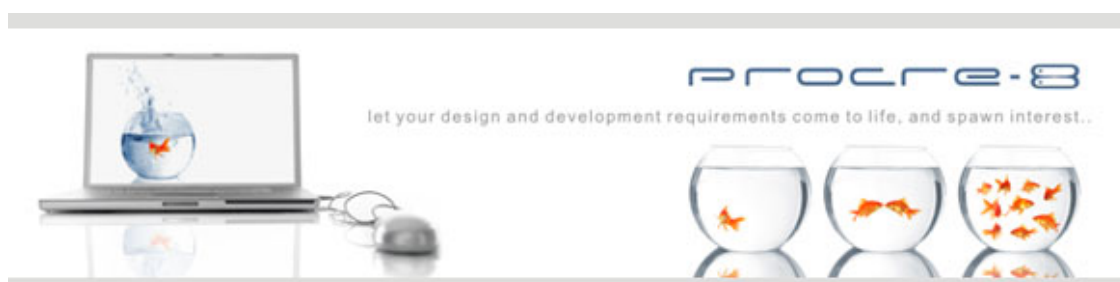 procre-8
let your design and development requirements come to life, and spawn interest..